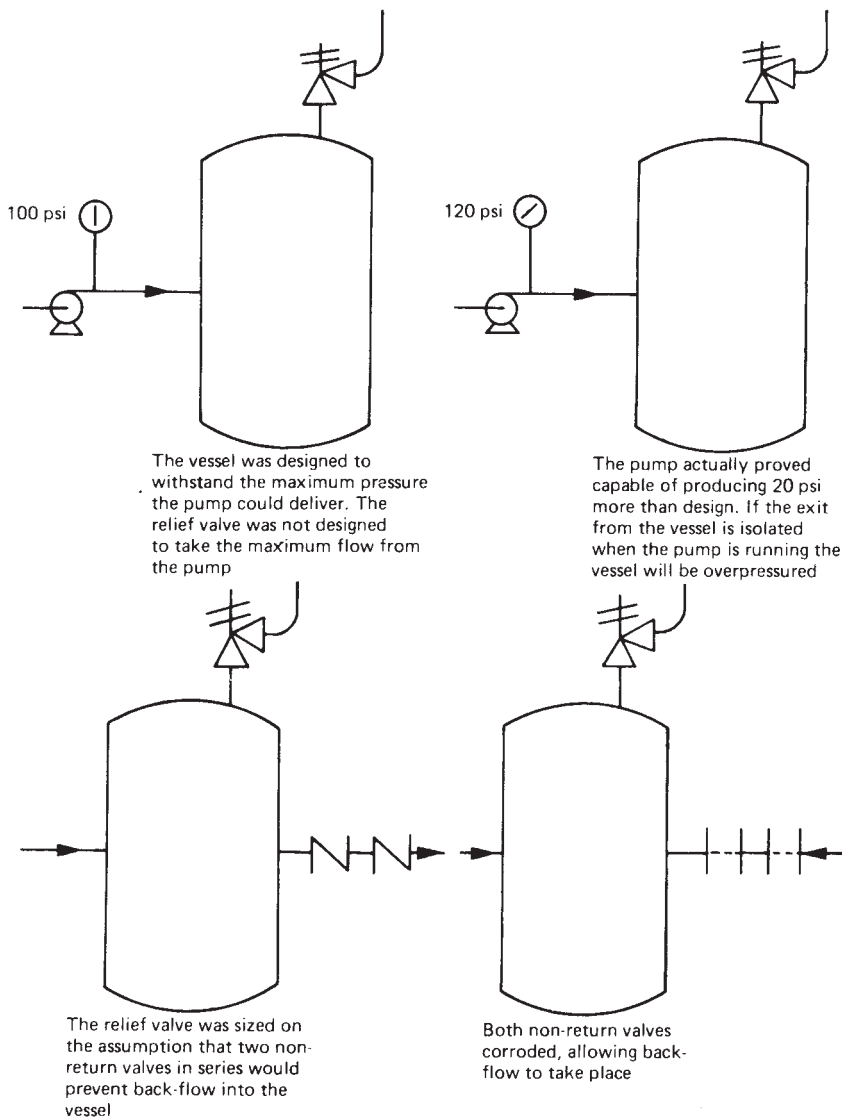 100 psi
120 psi
The vessel was designed to
withstand the maximum pressure
the pump could deliver. The
relief valve was not designed
to take the maximum flow from
the pump
The pump actually proved
capable of producing 20 psi
more than design. If the exit
from the vessel is isolated
when the pump is running the
vessel will be overpressured
The relief valve was sized on
the assumption that two non-
return valves in series would
prevent back-flow into the
vessel
Both non-return valves
corroded, allowing back-
flow to take place